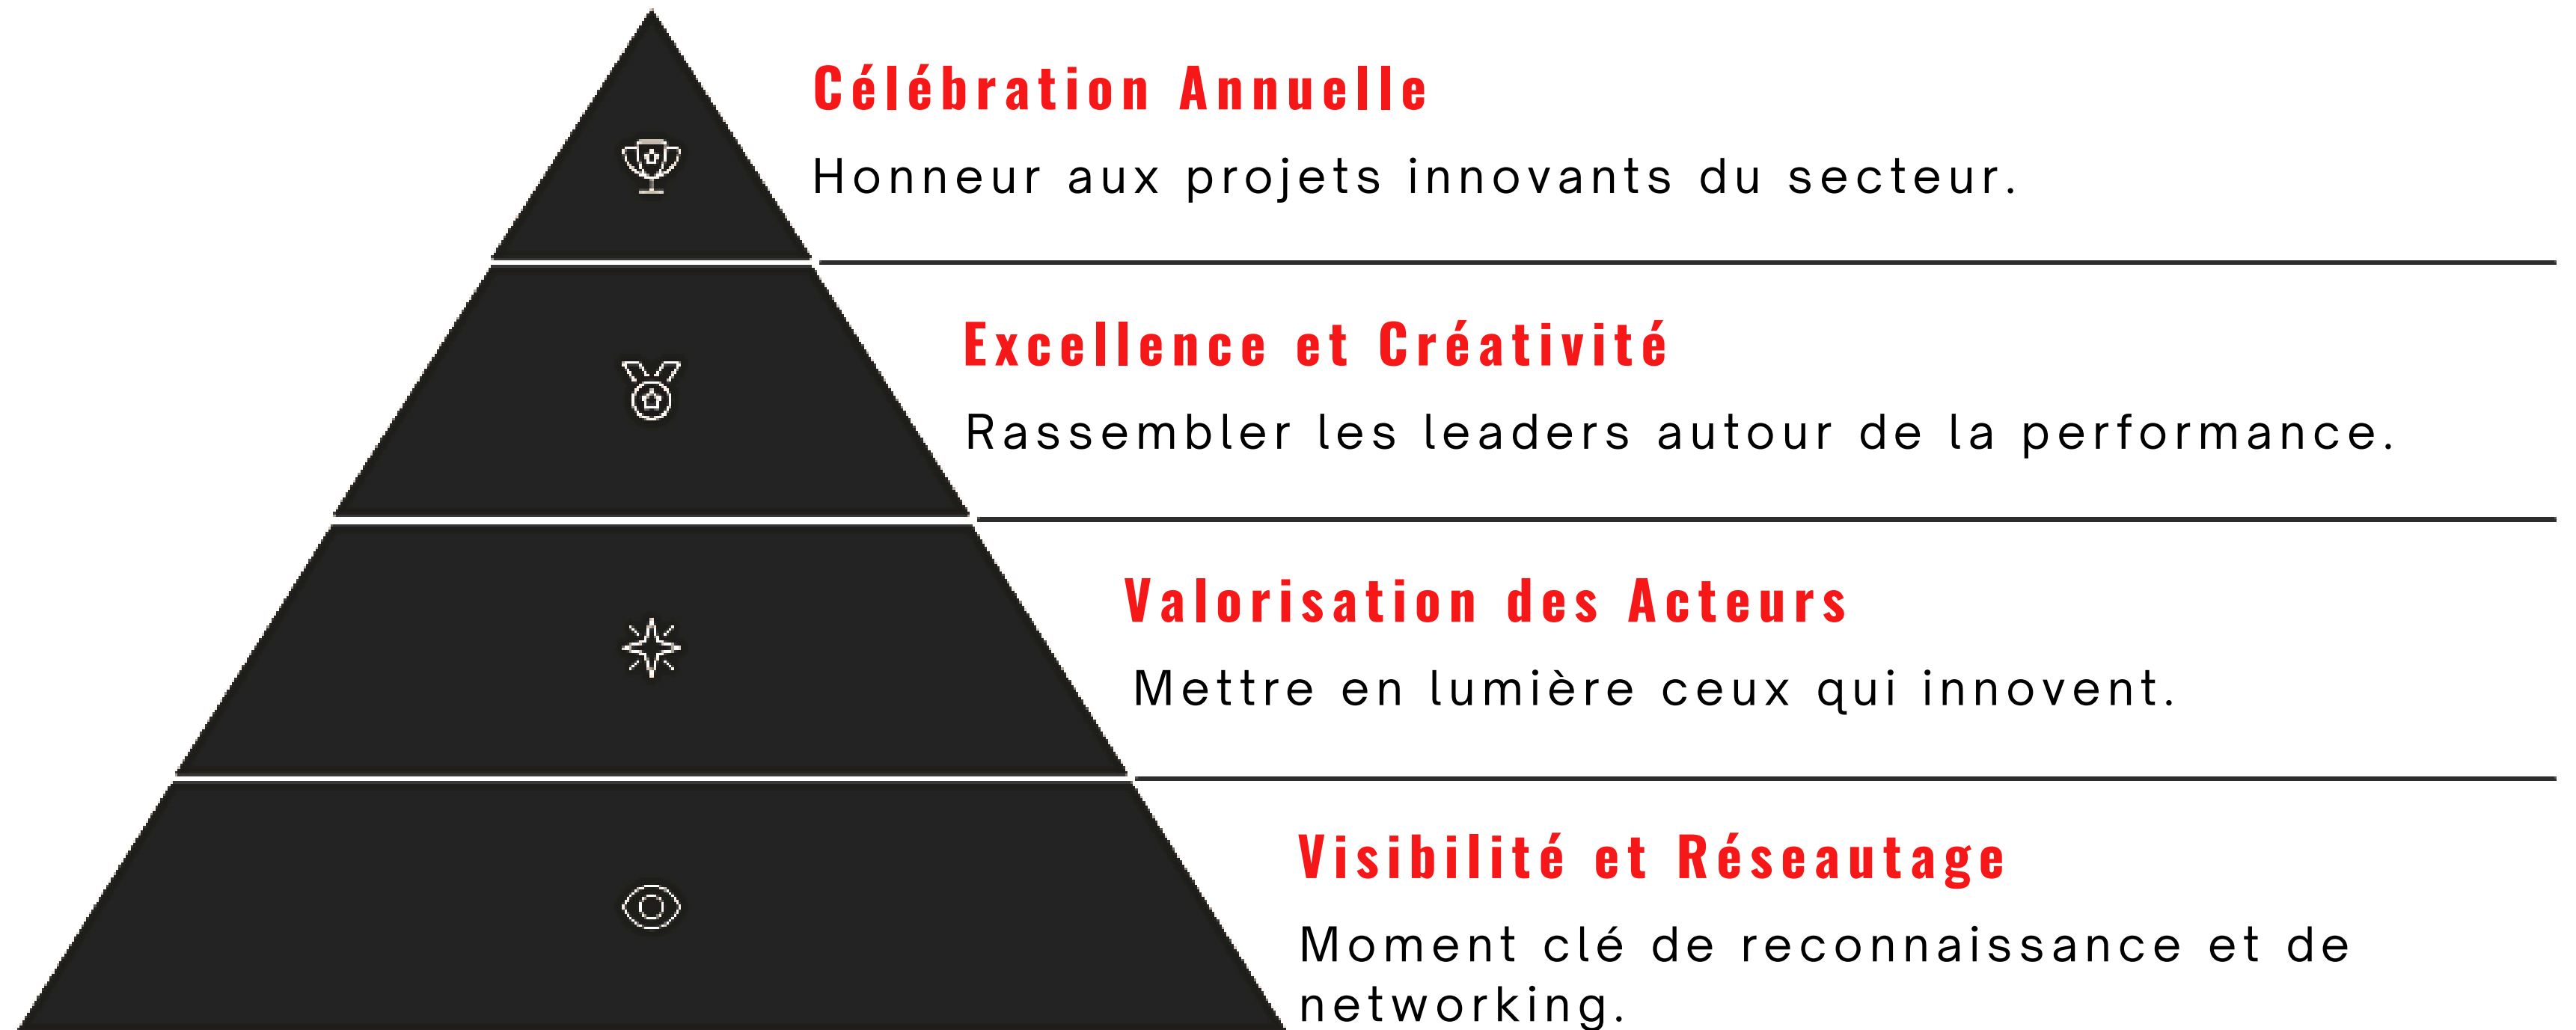 Célébration Annuelle
Honneur aux projets innovants du secteur.
Excellence et Créativité
Rassembler les leaders autour de la performance.
Valorisation des Acteurs
Mettre en lumière ceux qui innovent.
Visibilité et Réseautage
Moment clé de reconnaissance et de
networking.